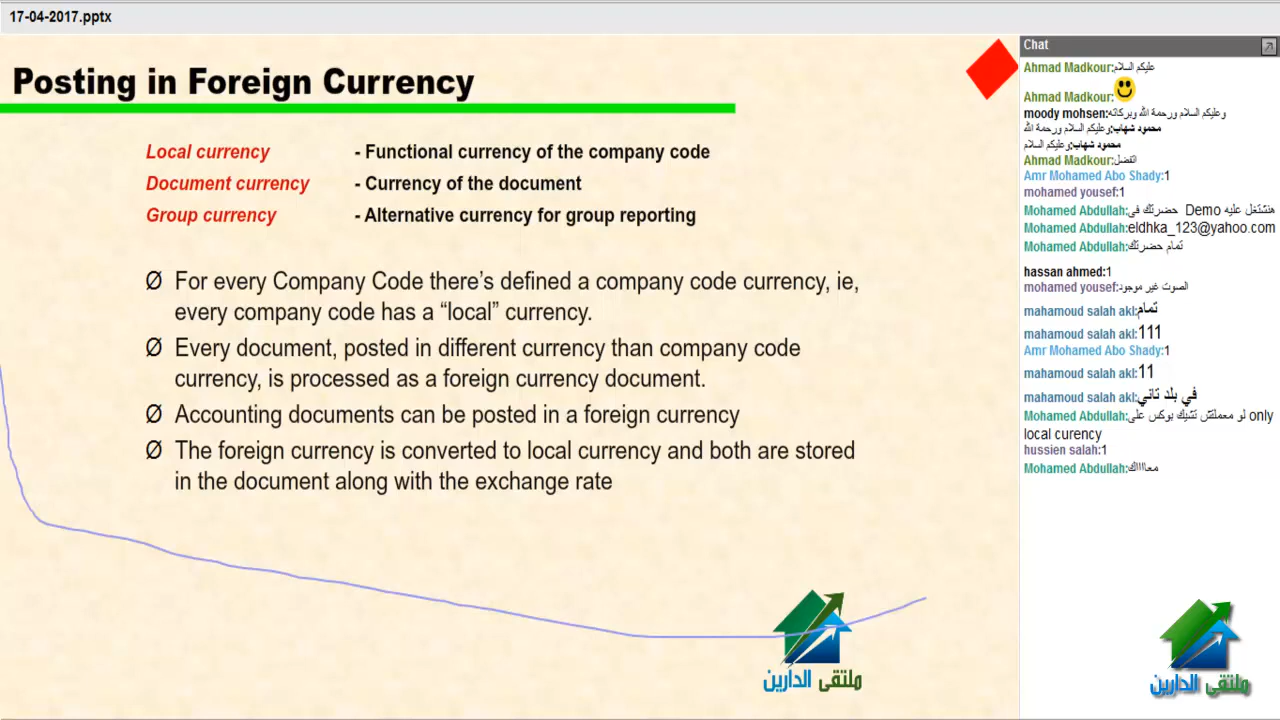 17-04-2017.pptx
Posting in Foreign Currency
Local currency - Functional currency of the company code
Document currency - Currency of the document
Group currency - Alternative currency for group reporting
Ø For every Company Code there’s defined a company code currency, ie,
every company code has a “local” currency.
Ø Every document, posted in different currency than company code
currency, is processed as a foreign currency document.
Ø Accounting documents can be posted in a foreign currency
Ø The foreign currency is converted to local currency and both are stored
in the document along with the exchange rate
ملتقى الدارين
Chat
Ahmad Madkour:عليكم السلام
Ahmad Madkour:
moody mohsen:وعليكم السلام ورحمة الله وبركاته
محمود شهاب:وعليكم السلام ورحمة الله
محمود شهاب:وعليكم السلام
Ahmad Madkour:اتفضل
Amr Mohamed Abo Shady:1
mohamed yousef:1
Mohamed Abdullah:هنشتغل عليه Demo حضرتك فى
Mohamed Abdullah:eldhka_123@yahoo.com
Mohamed Abdullah:تمام حضرتك
hassan ahmed:1
mohamed yousef:الصوت غير موجود
mahamoud salah akl:تمام
mahamoud salah akl:111
Amr Mohamed Abo Shady:1
mahamoud salah akl:11
mahamoud salah akl:في بلد تاني
Mohamed Abdullah:لو معملتش تشيك بوكس على only
local curency
hussien salah:1
Mohamed Abdullah:معااااك
ملتقى الدارين